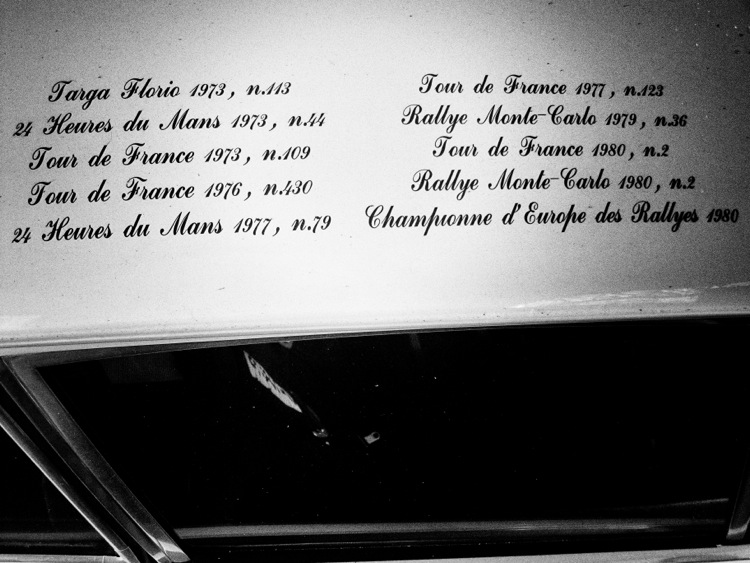 Targa Florio 1973, n.113
24 Heures du Mans 1973, n.44
Tour de France 1973, n.109
Tour de France 1976, n.430
24 Heures du Mans 1977, n.79
Tour de France 1977, n.123
Rallye Monte-Carlo 1979, n.36
Tour de France 1980, n.2
Rallye Monte-Carlo 1980, n.2
Championne d'Europe des Rallyes 1980